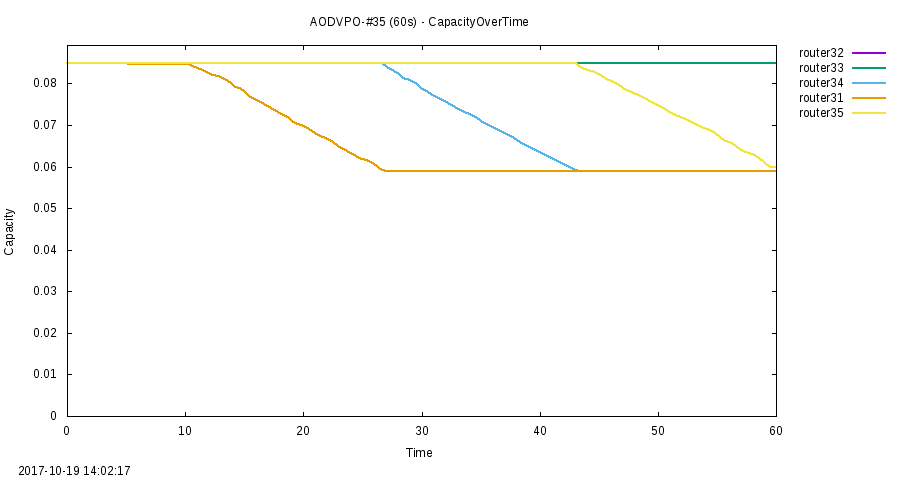 AODVPO-#35 (60s) - CapacityOverTime
router32
router33
router34
router31
router35
0.08
0.07
0.06
0.05
0.04
0.03
0.02
0.01
0
Capacity
0 10 20 30 40 50 60
Time
2017-10-19 14:02:17